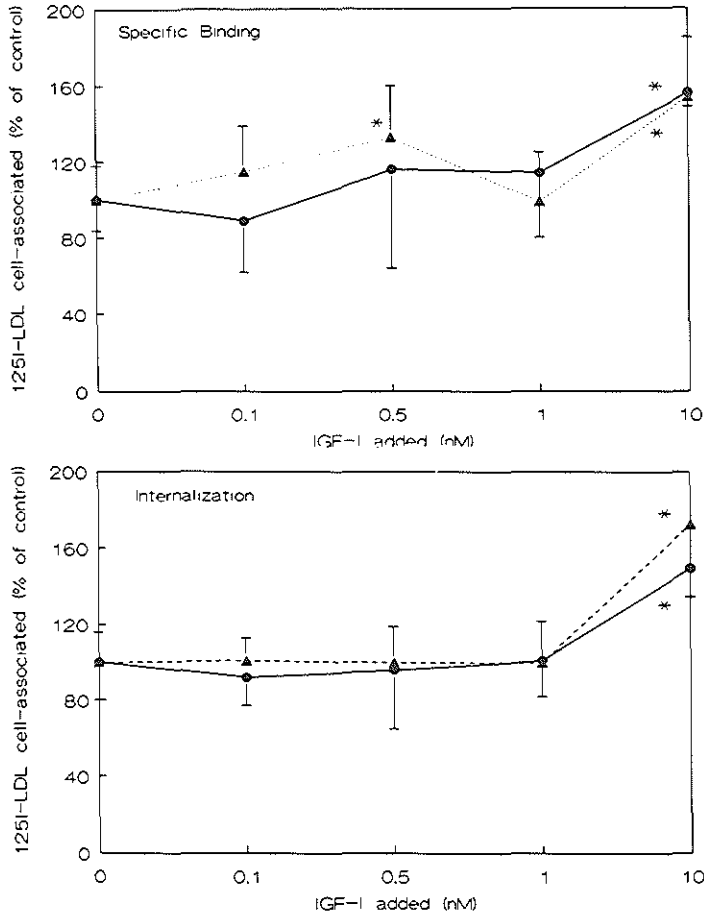 200
160
120
80
40
0
125I-LDL cell-associated (% of control)
Specific Binding
*
*
*
0 0.1 0.5 1 10
IGF-I added (nM)
200
160
120
80
40
0
125I-LDL cell-associated (% of control)
Internalization
*
*
0 0.1 0.5 1 10
IGF-I added (nM)